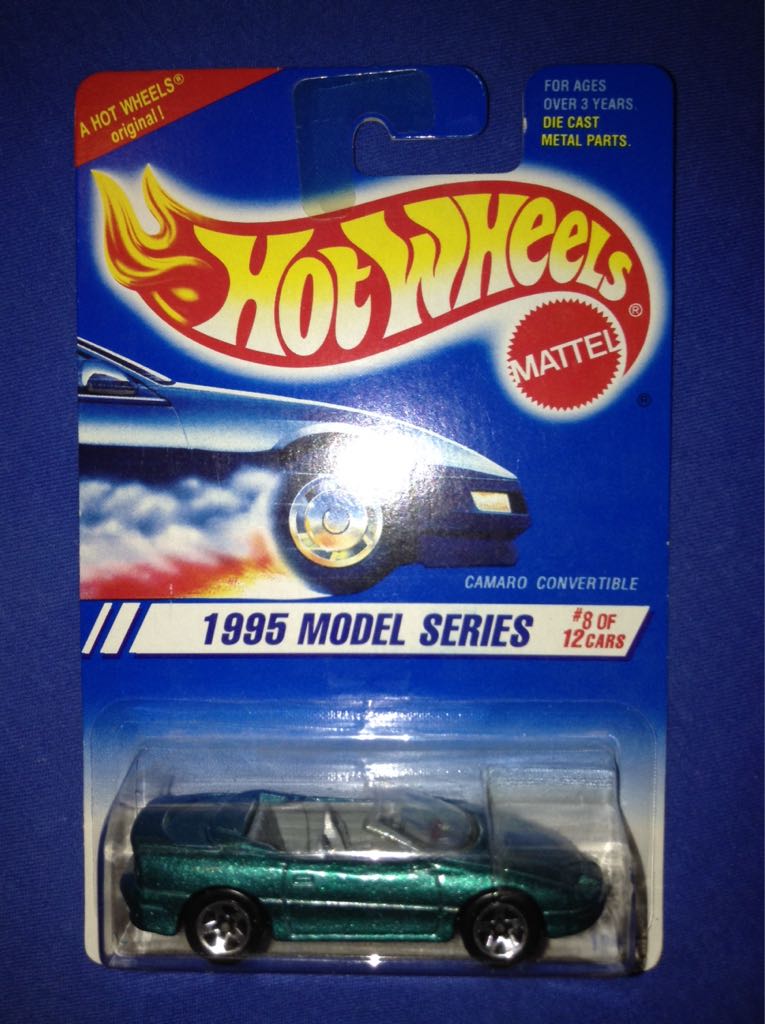 A HOT WHEELS®
original!
FOR AGES
OVER 3 YEARS.
DIE CAST
METAL PARTS.
HOT WHEELS®
MATTEL
®
CAMARO CONVERTIBLE
1995 MODEL SERIES
#8 OF
12 CARS